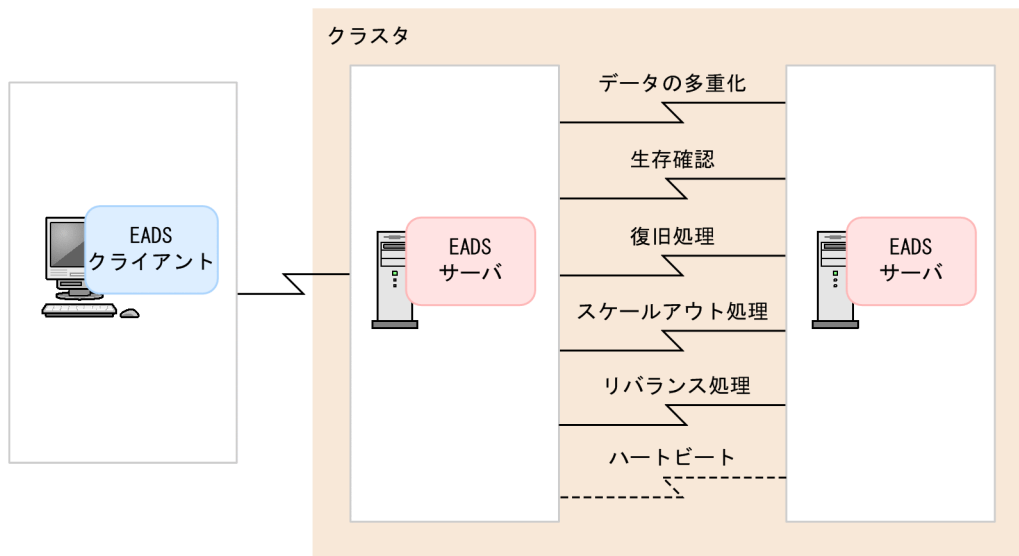 クラスタ
データの多重化
生存確認
復旧処理
スケールアウト処理
リバランス処理
ハートビート
EADS
クライアント
EADS
サーバ
EADS
サーバ